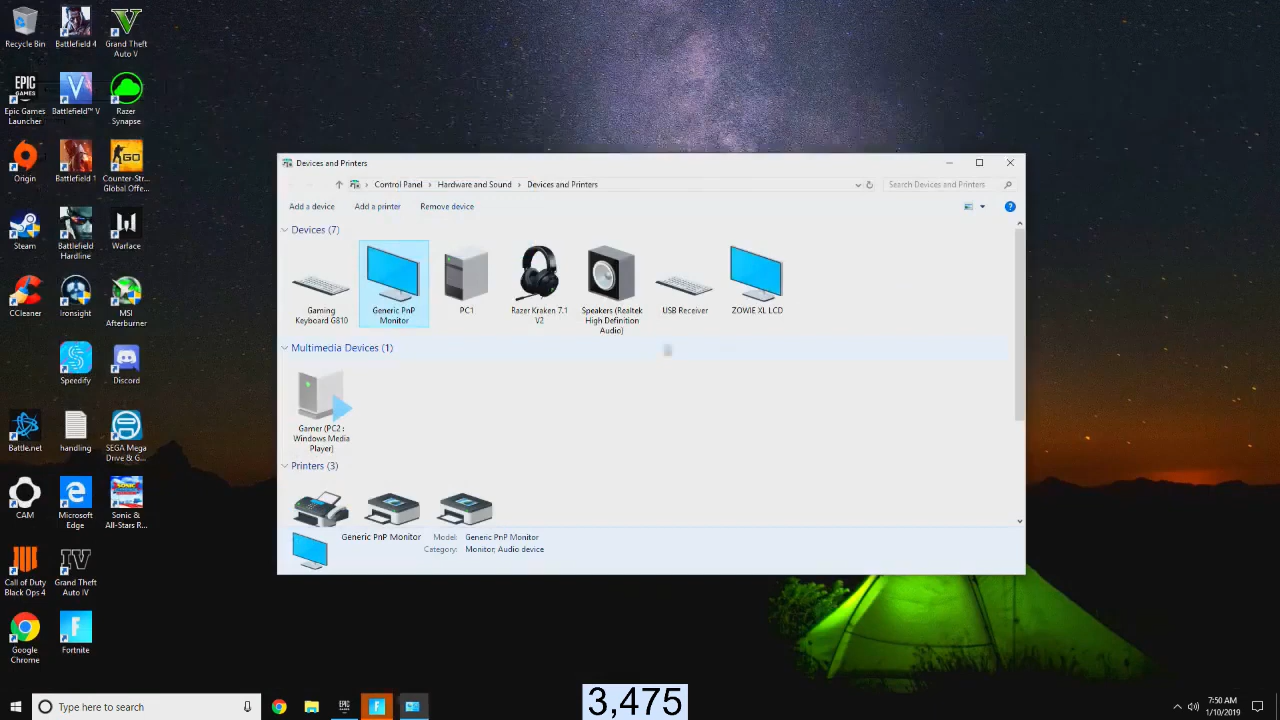 Recycle Bin
Battlefield 4
Grand Theft
Auto V
EPIC
GAMES
Epic Games
Launcher
Battlefield™ V
Razer
Synapse
Origin
Battlefield 1
GO
Counter-Str...
Global Offe...
Steam
Battlefield
Hardline
Warface
CCleaner
Ironsight
MSI
Afterburner
Speedify
Discord
Battle.net
handling
SEGA Mega
Drive & G...
CAM
Microsoft
Edge
Sonic &
All-Stars R...
Call of Duty
Black Ops 4
IV
Grand Theft
Auto IV
Google
Chrome
F
Fortnite
Devices and Printers
Control Panel › Hardware and Sound › Devices and Printers
Search Devices and Printers
Add a device
Add a printer
Remove device
Devices (7)
Gaming
Keyboard G810
Generic PnP
Monitor
PC1
Razer Kraken 7.1
V2
Speakers (Realtek
High Definition
Audio)
USB Receiver
ZOWIE XL LCD
Multimedia Devices (1)
Gamer (PC2 :
Windows Media
Player)
Printers (3)
Generic PnP Monitor
Model: Generic PnP Monitor
Category: Monitor; Audio device
Type here to search
3,475
7:50 AM
1/10/2019